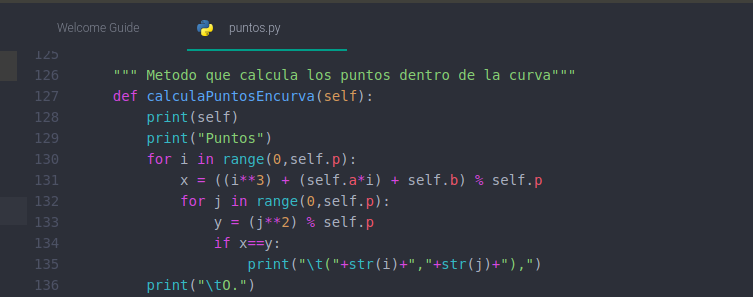 Welcome Guide puntos.py
125
126 """ Metodo que calcula los puntos dentro de la curva"""
127 def calculaPuntosEncurva(self):
128 print(self)
129 print("Puntos")
130 for i in range(0,self.p):
131 x = ((i**3) + (self.a*i) + self.b) % self.p
132 for j in range(0,self.p):
133 y = (j**2) % self.p
134 if x==y:
135 print("\t("+str(i)+","+str(j)+"),")
136 print("\tO.")